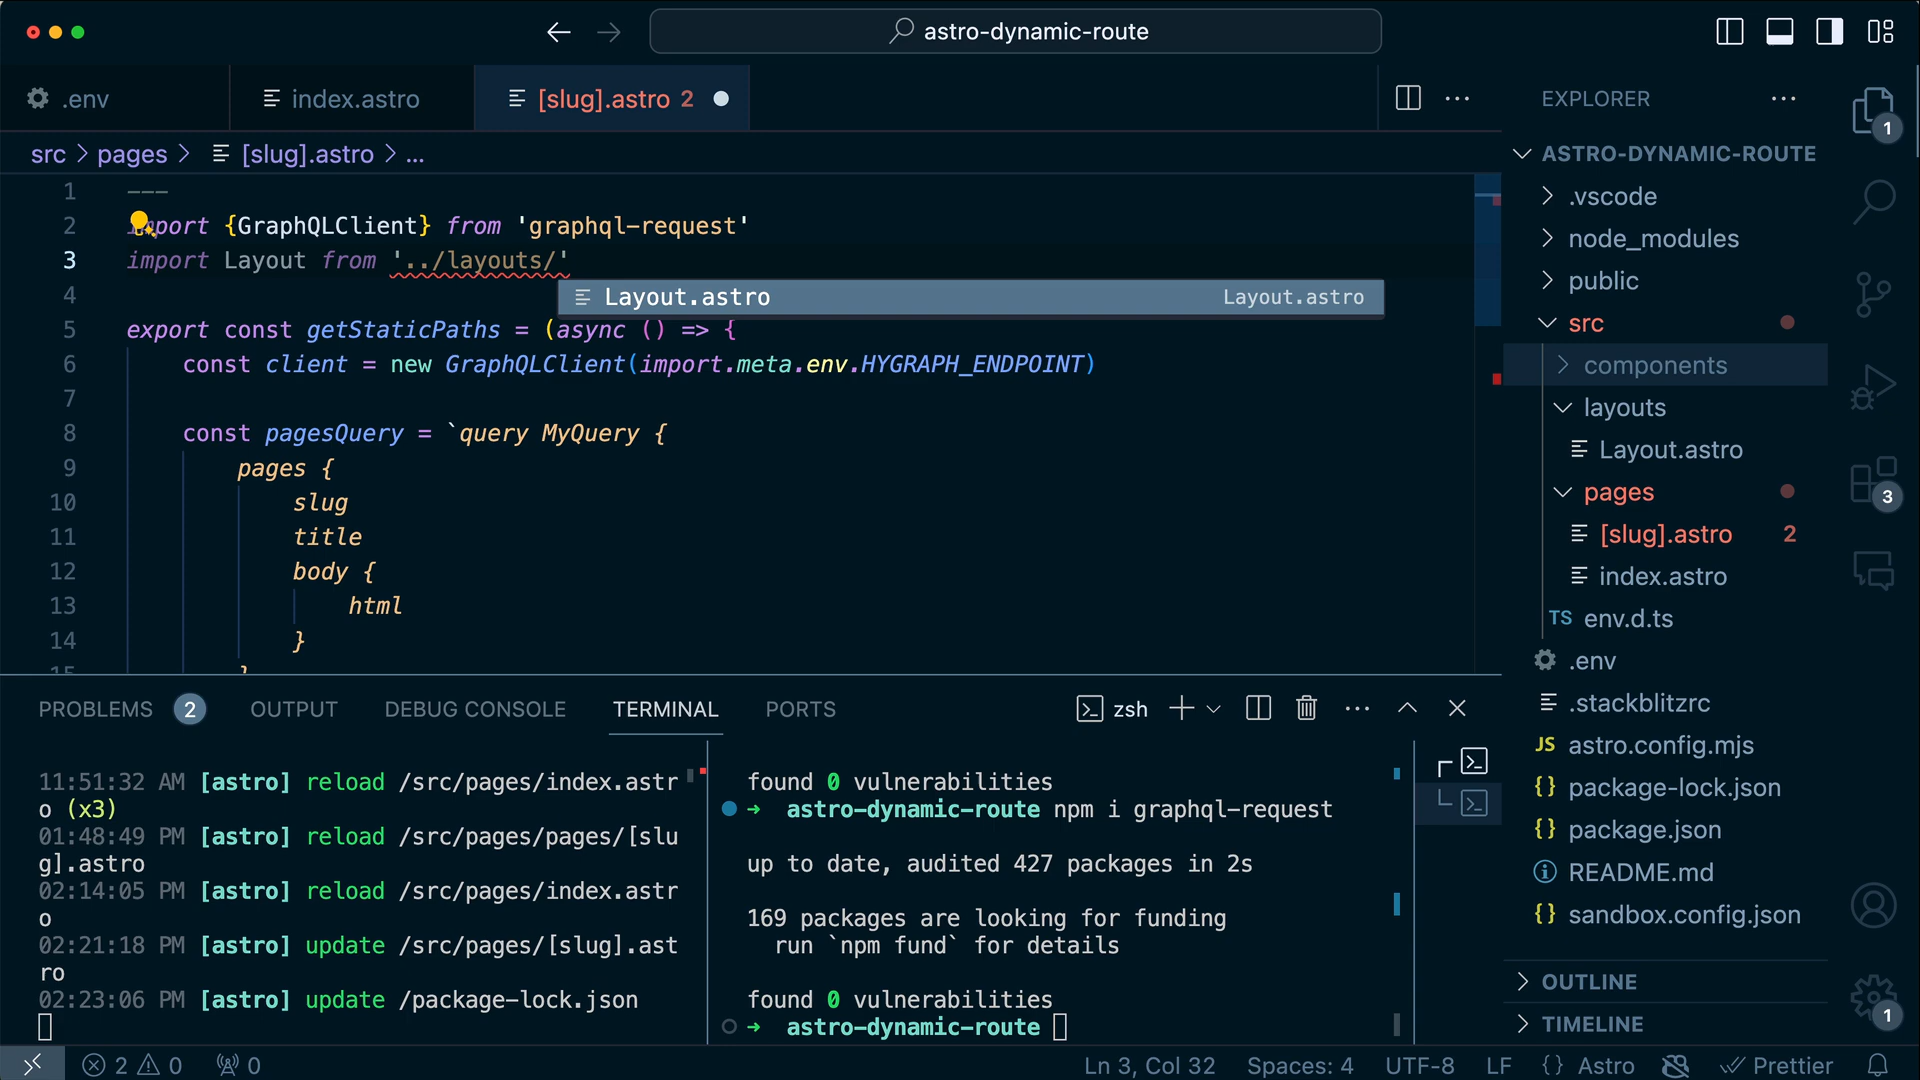 astro-dynamic-route
.env
index.astro
[slug].astro 2
EXPLORER
1
src > pages > [slug].astro > ...
1 ---
2 import {GraphQLClient} from 'graphql-request'
3 import Layout from '../layouts/'
Layout.astro Layout.astro
4
5 export const getStaticPaths = (async () => {
6 const client = new GraphQLClient(import.meta.env.HYGRAPH_ENDPOINT)
7
8 const pagesQuery = `query MyQuery {
9 pages {
10 slug
11 title
12 body {
13 html
14 }
15 }
ASTRO-DYNAMIC-ROUTE
.vscode
node_modules
public
src
components
layouts
Layout.astro
pages
[slug].astro 2
index.astro
TS env.d.ts
.env
.stackblitzrc
JS astro.config.mjs
{} package-lock.json
{} package.json
README.md
{} sandbox.config.json
OUTLINE
TIMELINE
3
1
PROBLEMS 2 OUTPUT DEBUG CONSOLE TERMINAL PORTS
zsh
11:51:32 AM [astro] reload /src/pages/index.astr
o (x3)
01:48:49 PM [astro] reload /src/pages/pages/[slu
g].astro
02:14:05 PM [astro] reload /src/pages/index.astr
o
02:21:18 PM [astro] update /src/pages/[slug].ast
ro
02:23:06 PM [astro] update /package-lock.json
found 0 vulnerabilities
➜ astro-dynamic-route npm i graphql-request
up to date, audited 427 packages in 2s
169 packages are looking for funding
run `npm fund` for details
found 0 vulnerabilities
➜ astro-dynamic-route
2 0 0
Ln 3, Col 32 Spaces: 4 UTF-8 LF {} Astro Prettier